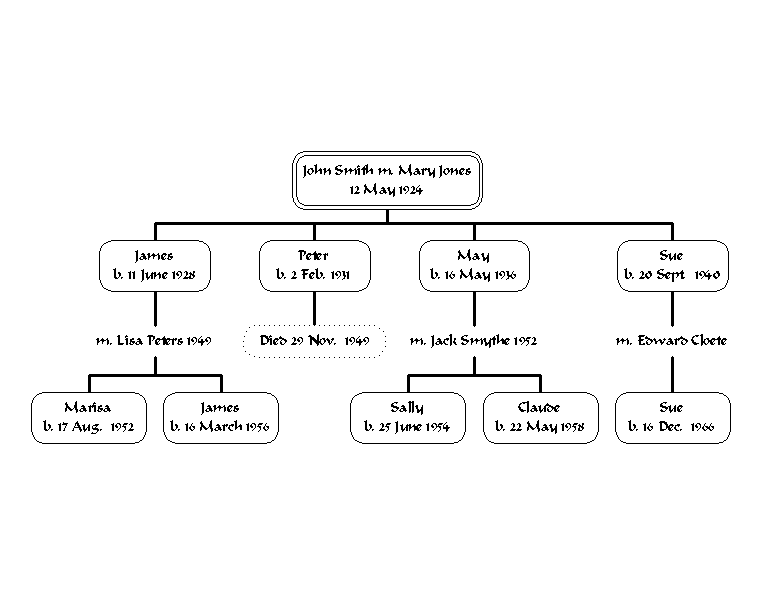 John Smith m. Mary Jones
12 May 1924
James
b. 11 June 1928
Peter
b. 2 Feb. 1931
May
b. 16 May 1936
Sue
b. 20 Sept 1940
m. Lisa Peters 1949
Died 29 Nov. 1949
m. Jack Smythe 1952
m. Edward Cloete
Marisa
b. 17 Aug. 1952
James
b. 16 March 1956
Sally
b. 25 June 1954
Claude
b. 22 May 1958
Sue
b. 16 Dec. 1966